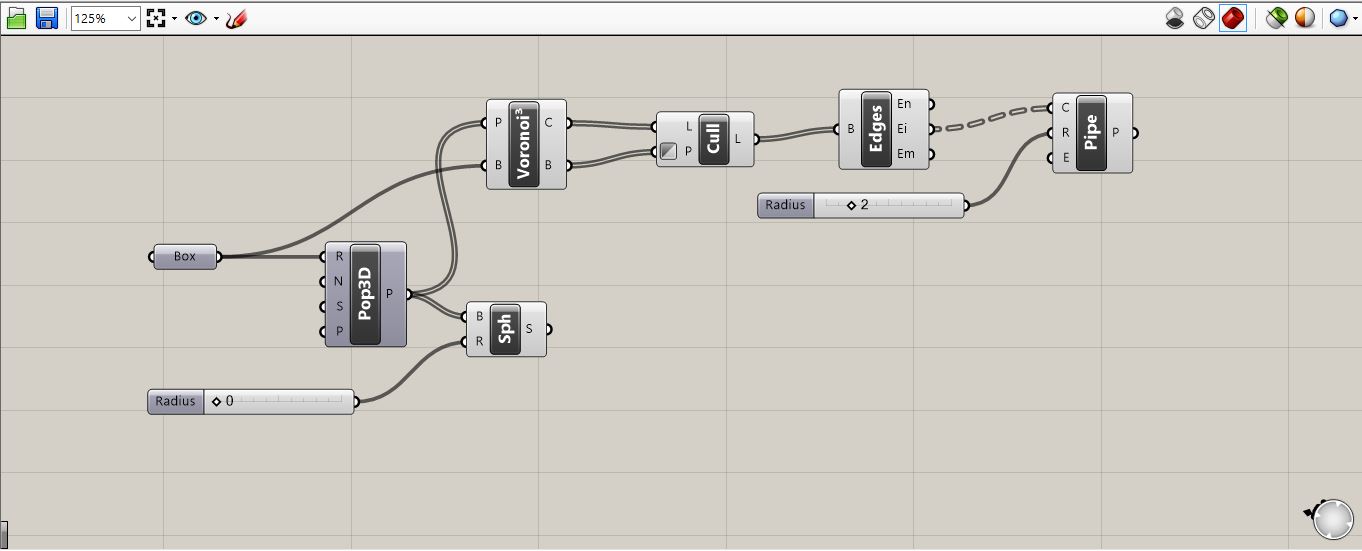 125%
Voronoi³
P
C
B
B
Cull
L
P
L
Edges
B
En
Ei
Em
Pipe
C
R
E
P
Radius
2
Box
Pop3D
R
N
S
P
P
Sph
B
R
S
Radius
0